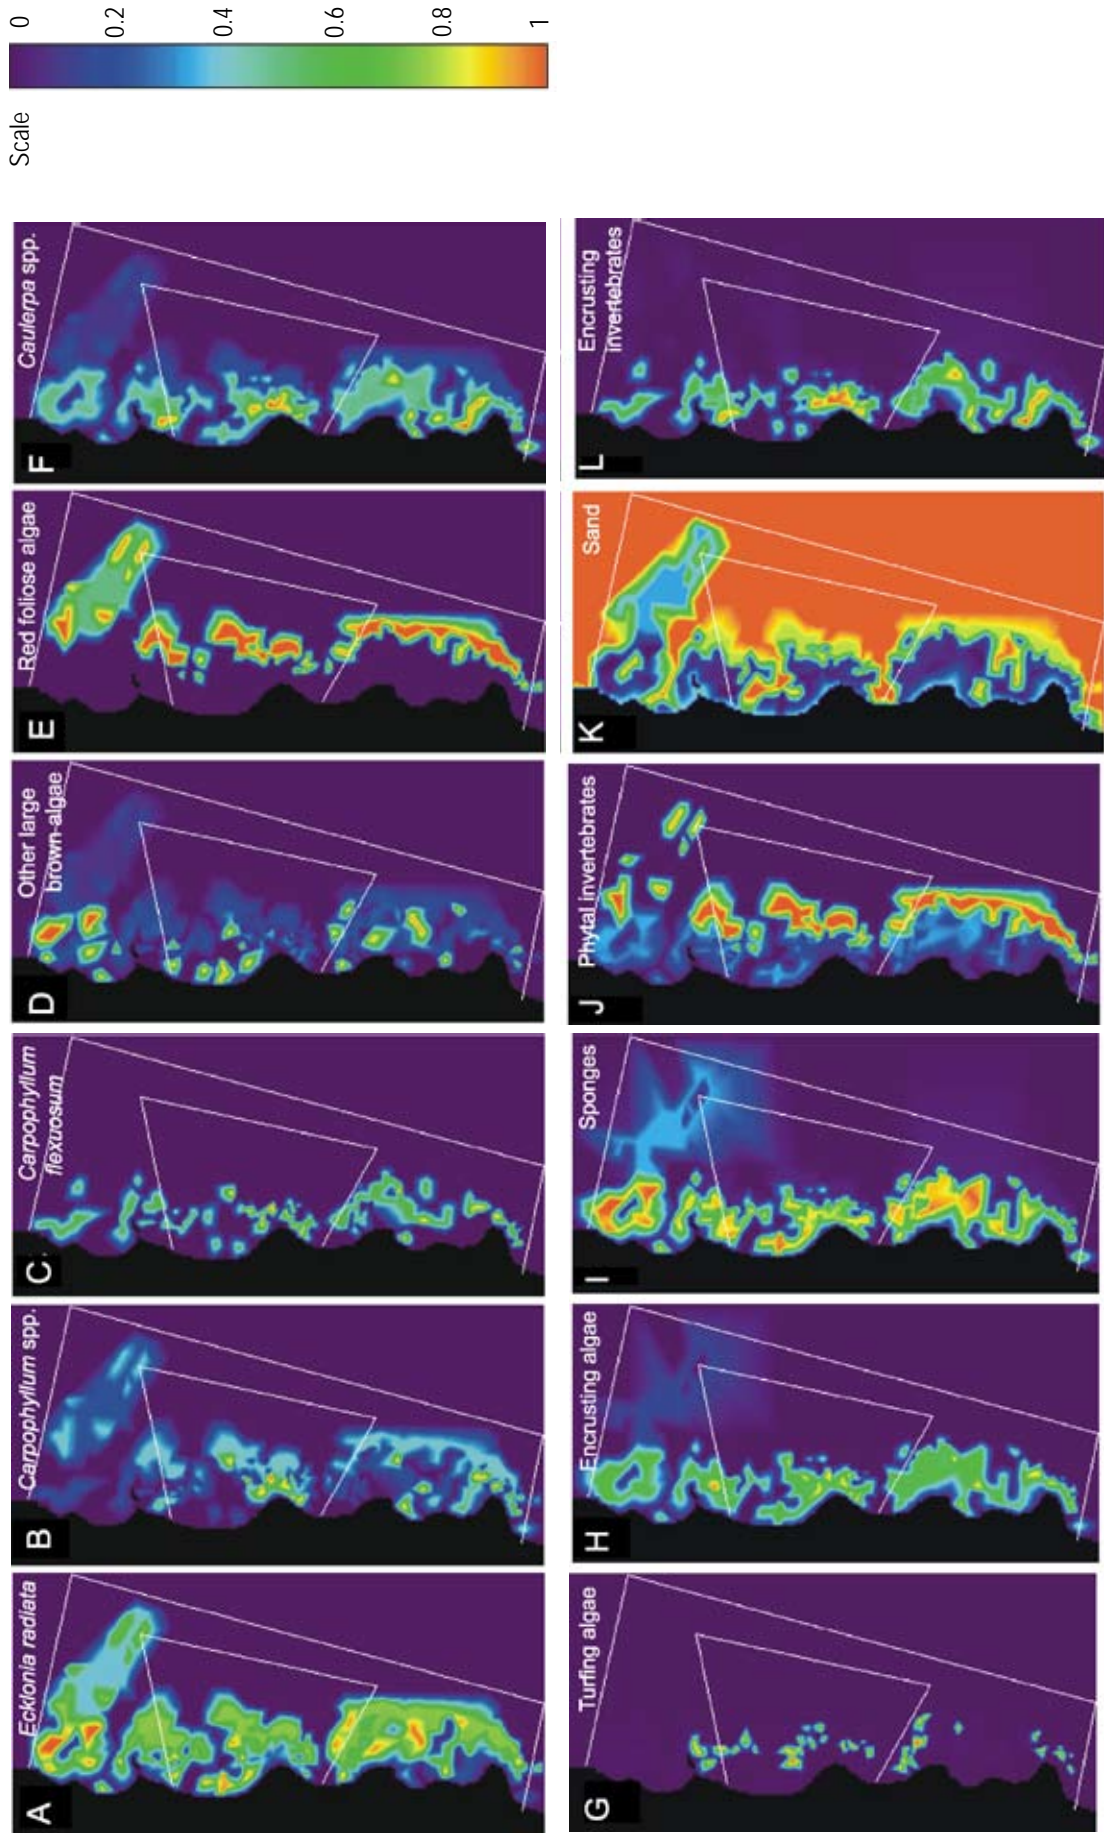 Scale
0
0.2
0.4
0.6
0.8
1
A
Ecklonia radiata
B
Carpophyllum spp.
C
Carpophyllum
flexuosum
D
Other large
brown algae
E
Red foliose algae
F
Caulerpa spp.
G
Turfing algae
H
Encrusting algae
I
Sponges
J
Phytal invertebrates
K
Sand
L
Encrusting
invertebrates